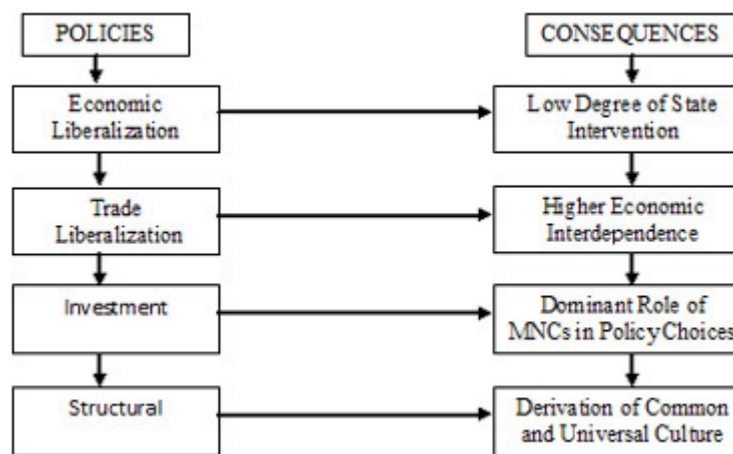 POLICIES
CONSEQUENCES
Economic
Liberalization
Low Degree of State
Intervention
Trade
Liberalization
Higher Economic
Interdependence
Investment
Dominant Role of
MNCs in Policy Choices
Structural
Derivation of Common
and Universal Culture